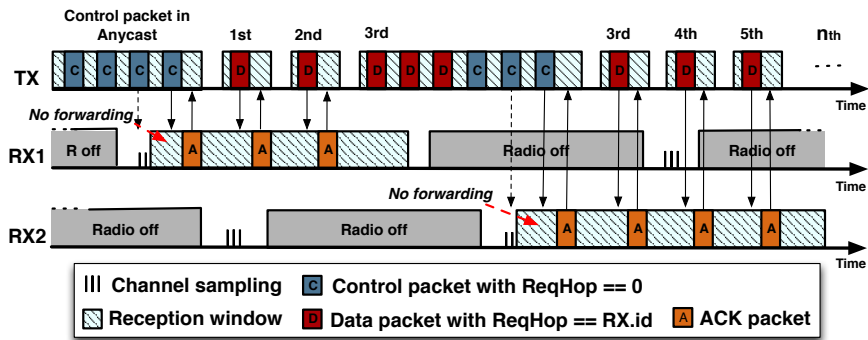 Control packet in
Anycast
1st
2nd
3rd
3rd
4th
5th
nth
TX
C C C C D D D D D C C C D D D
Time
No forwarding
RX1
R off
A A A
Radio off
Radio off
Time
No forwarding
RX2
Radio off
Radio off
A A A A
Time
Channel sampling
C Control packet with ReqHop == 0
Reception window
D Data packet with ReqHop == RX.id
A ACK packet